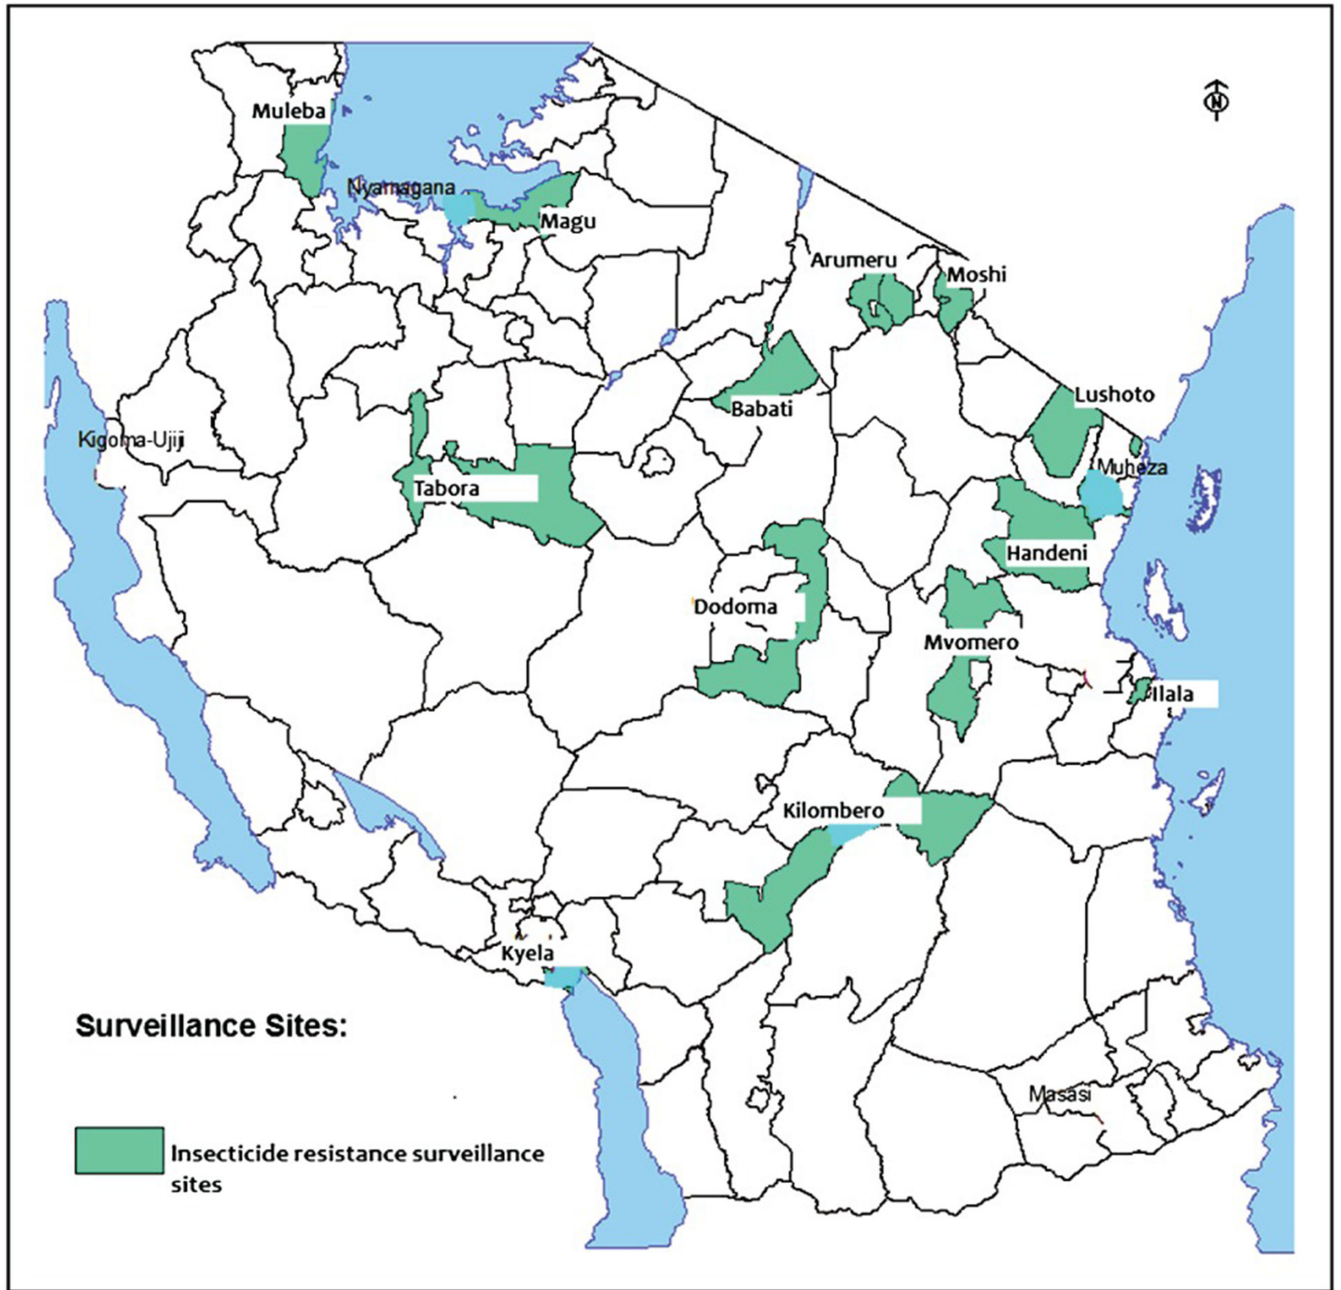 N
Muleba
Nyamagana
Magu
Arumeru
Moshi
Lushoto
Babati
Kigoma-Ujiji
Muheza
Tabora
Handeni
Dodoma
Mvomero
Ilala
Kilombero
Kyela
Surveillance Sites:
Masasi
Insecticide resistance surveillance
sites